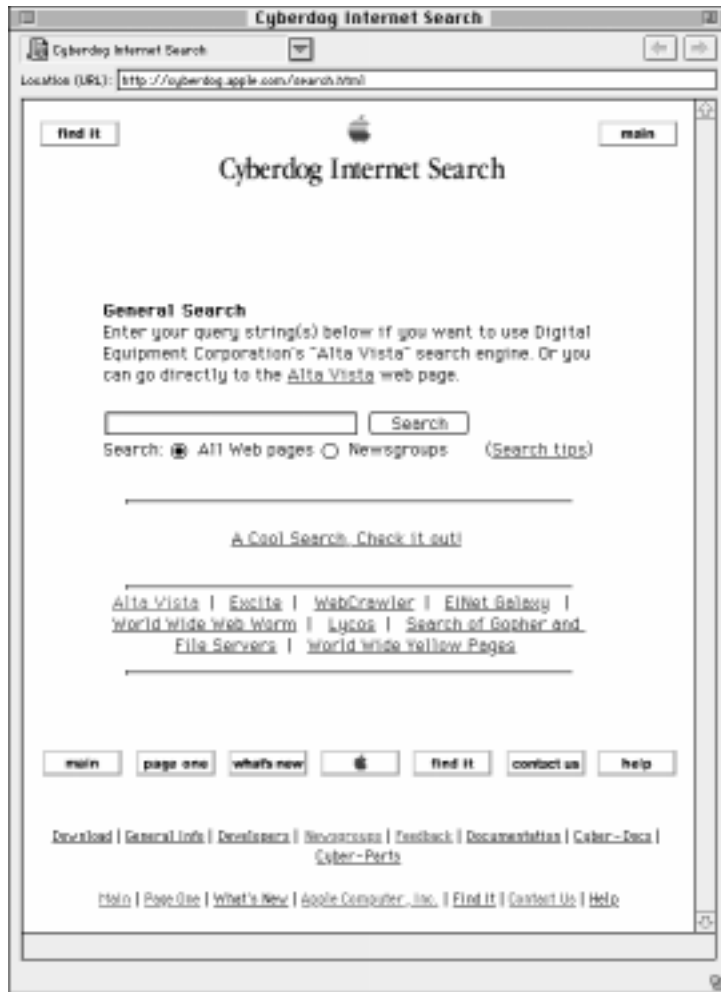 Cyberdog Internet Search
Cyberdog Internet Search
Location (URL): http://cyberdog.apple.com/search.html
find it
main
Cyberdog Internet Search
General Search
Enter your query string(s) below if you want to use Digital
Equipment Corporation's "Alta Vista" search engine. Or you
can go directly to the Alta Vista web page.
Search
Search: All Web pages Newsgroups (Search tips)
A Cool Search, Check it out!
Alta Vista | Excite | WebCrawler | EINet Galaxy |
World Wide Web Worm | Lycos | Search of Gopher and
File Servers | World Wide Yellow Pages
main page one what's new find it contact us help
Download | General Info | Developers | Newsgroups | Feedback | Documentation | Cyber-Docs |
Cyber-Parts
Main | Page One | What's New | Apple Computer, Inc. | Find It | Contact Us | Help